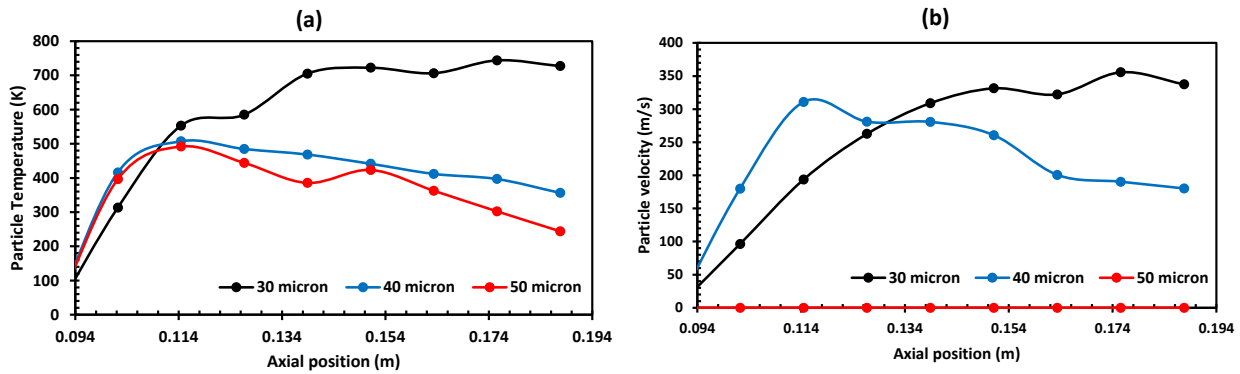 (a)
Particle Temperature (K)
800
700
600
500
400
300
200
100
0
30 micron 40 micron 50 micron
0.094 0.114 0.134 0.154 0.174 0.194
Axial position (m)
(b)
Particle velocity (m/s)
400
350
300
250
200
150
100
50
0
30 micron 40 micron 50 micron
0.094 0.114 0.134 0.154 0.174 0.194
Axial position (m)